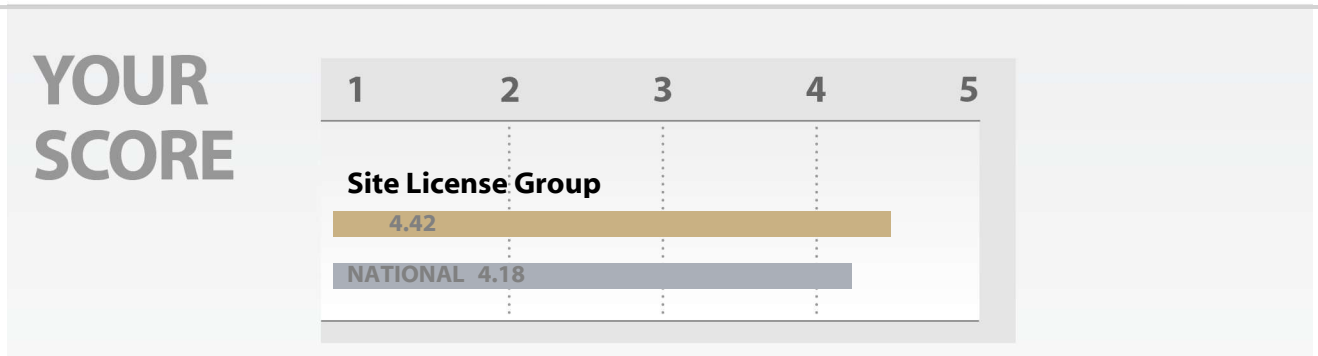 YOUR
SCORE
1 2 3 4 5
Site License Group
4.42
NATIONAL 4.18